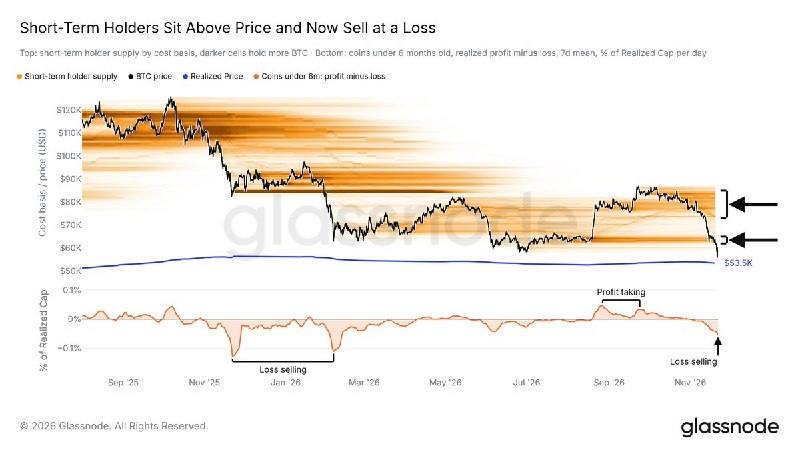 Short-Term Holders Sit Above Price and Now Sell at a Loss
Top: short-term holder supply by cost basis, darker cells hold more BTC · Bottom: coins under 6 months old, realized profit minus loss, 7d mean, % of Realized Cap per day
Short-term holder supply BTC price Realized Price Coins under 6m: profit minus loss
$120K
$110K
$100K
$90K
$80K
$70K
$60K
$50K
Cost basis / price (USD)
glassnode
$53.5K
0.1%
0%
-0.1%
% of Realized Cap
Profit taking
Loss selling
Loss selling
Sep '25 Nov '25 Jan '26 Mar '26 May '26 Jul '26 Sep '26 Nov '26
© 2026 Glassnode. All Rights Reserved.
glassnode